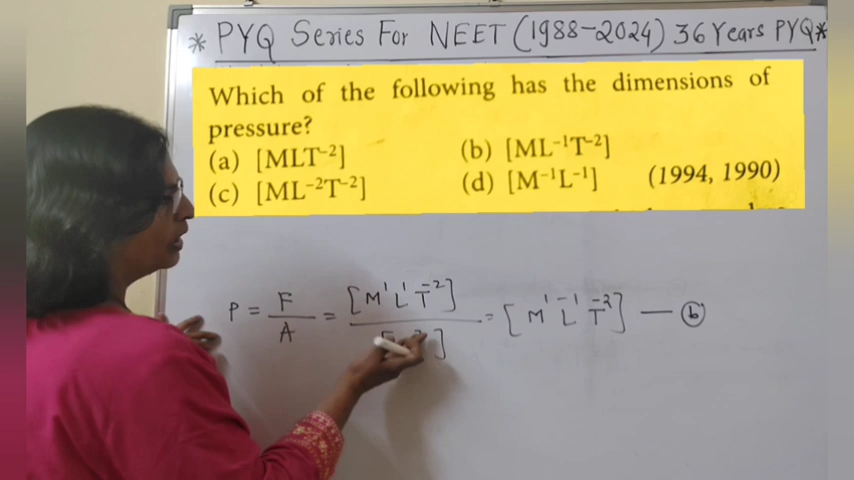 * PYQ Series For NEET (1988-2024) 36 Years PYQ*
Which of the following has the dimensions of
pressure?
(a) [MLT⁻²] (b) [ML⁻¹T⁻²]
(c) [ML⁻²T⁻²] (d) [M⁻¹L⁻¹] (1994, 1990)
P = F/A = [M¹L¹T⁻²]/[ ] = [M¹L⁻¹T⁻²] — ⓑ